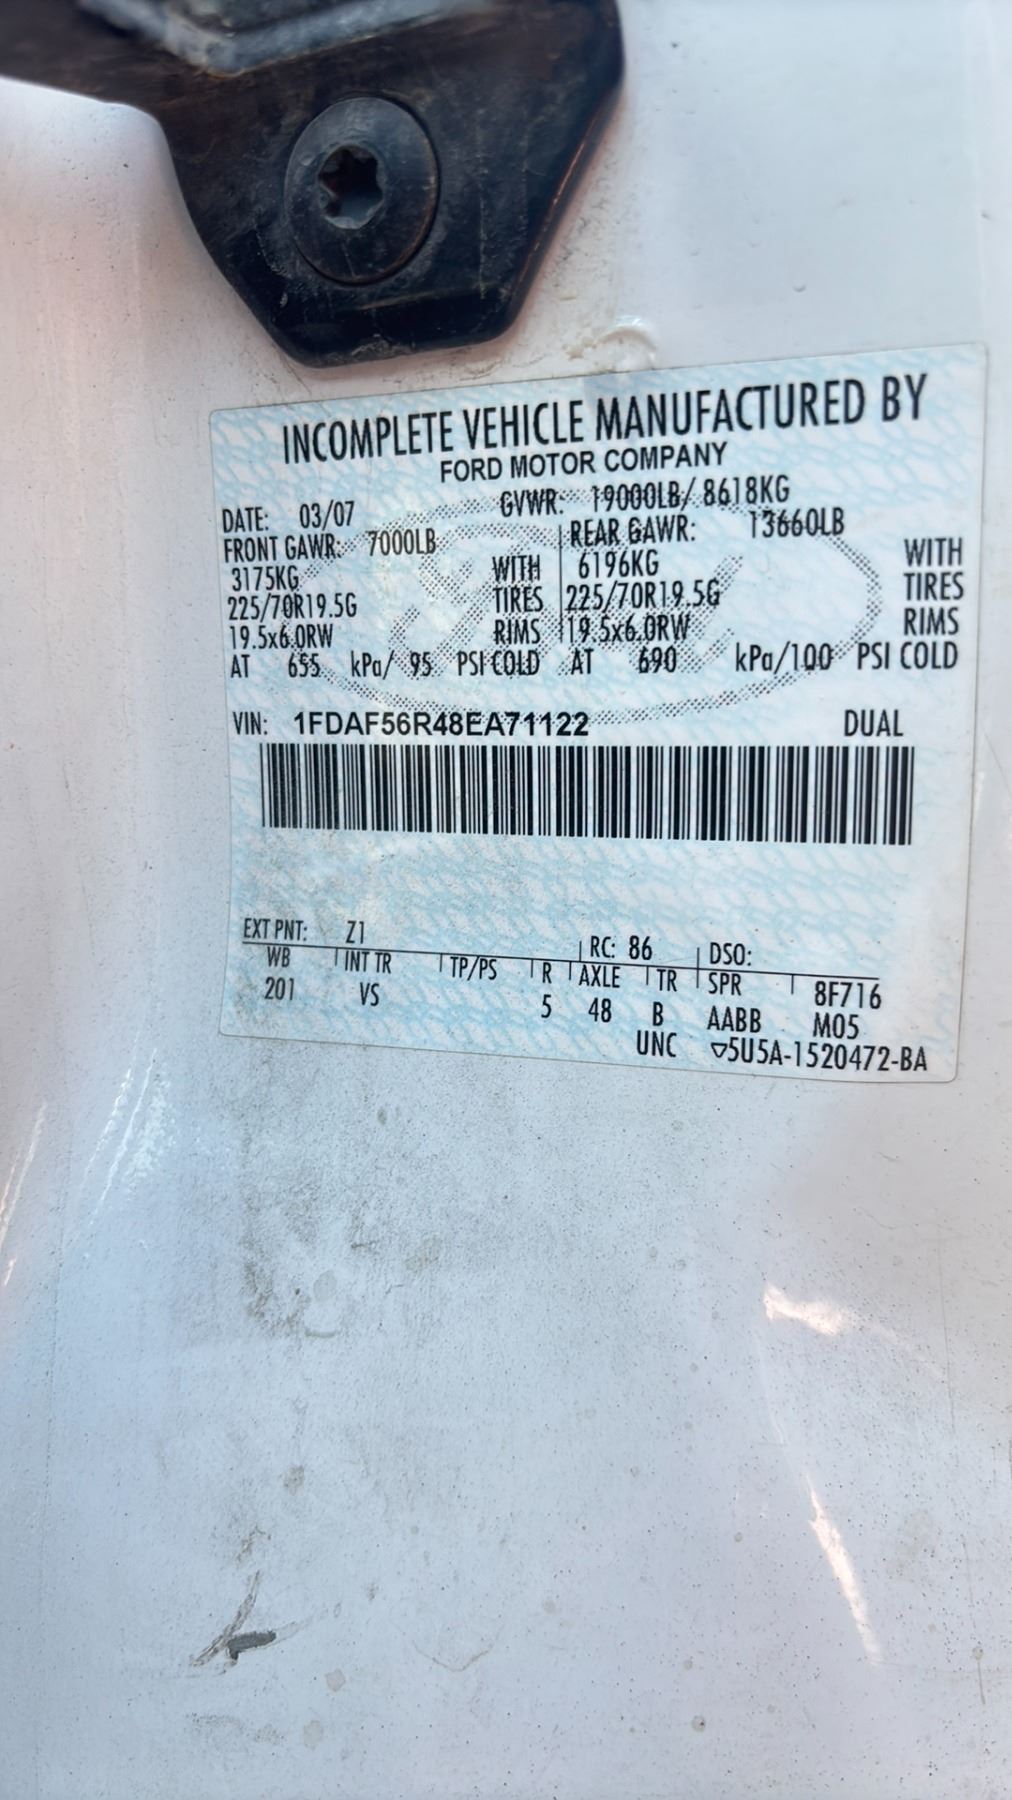 INCOMPLETE VEHICLE MANUFACTURED BY
FORD MOTOR COMPANY
DATE: 03/07 GVWR: 19000LB/ 8618KG
FRONT GAWR: 7000LB REAR GAWR: 13660LB
3175KG WITH 6196KG WITH
225/70R19.5G TIRES 225/70R19.5G TIRES
19.5x6.0RW RIMS 19.5x6.0RW RIMS
AT 655 kPa/ 95 PSI COLD AT 690 kPa/100 PSI COLD
VIN: 1FDAF56R48EA71122 DUAL
EXT PNT: Z1 RC: 86 DSO:
WB INT TR TP/PS R AXLE TR SPR 8F716
201 VS 5 48 B AABB M05
UNC ▽5U5A-1520472-BA